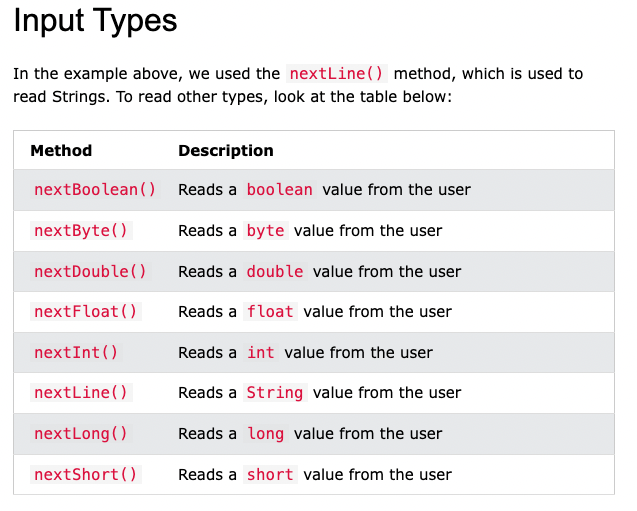 Input Types
In the example above, we used the nextLine() method, which is used to
read Strings. To read other types, look at the table below:
Method Description
nextBoolean() Reads a boolean value from the user
nextByte() Reads a byte value from the user
nextDouble() Reads a double value from the user
nextFloat() Reads a float value from the user
nextInt() Reads a int value from the user
nextLine() Reads a String value from the user
nextLong() Reads a long value from the user
nextShort() Reads a short value from the user